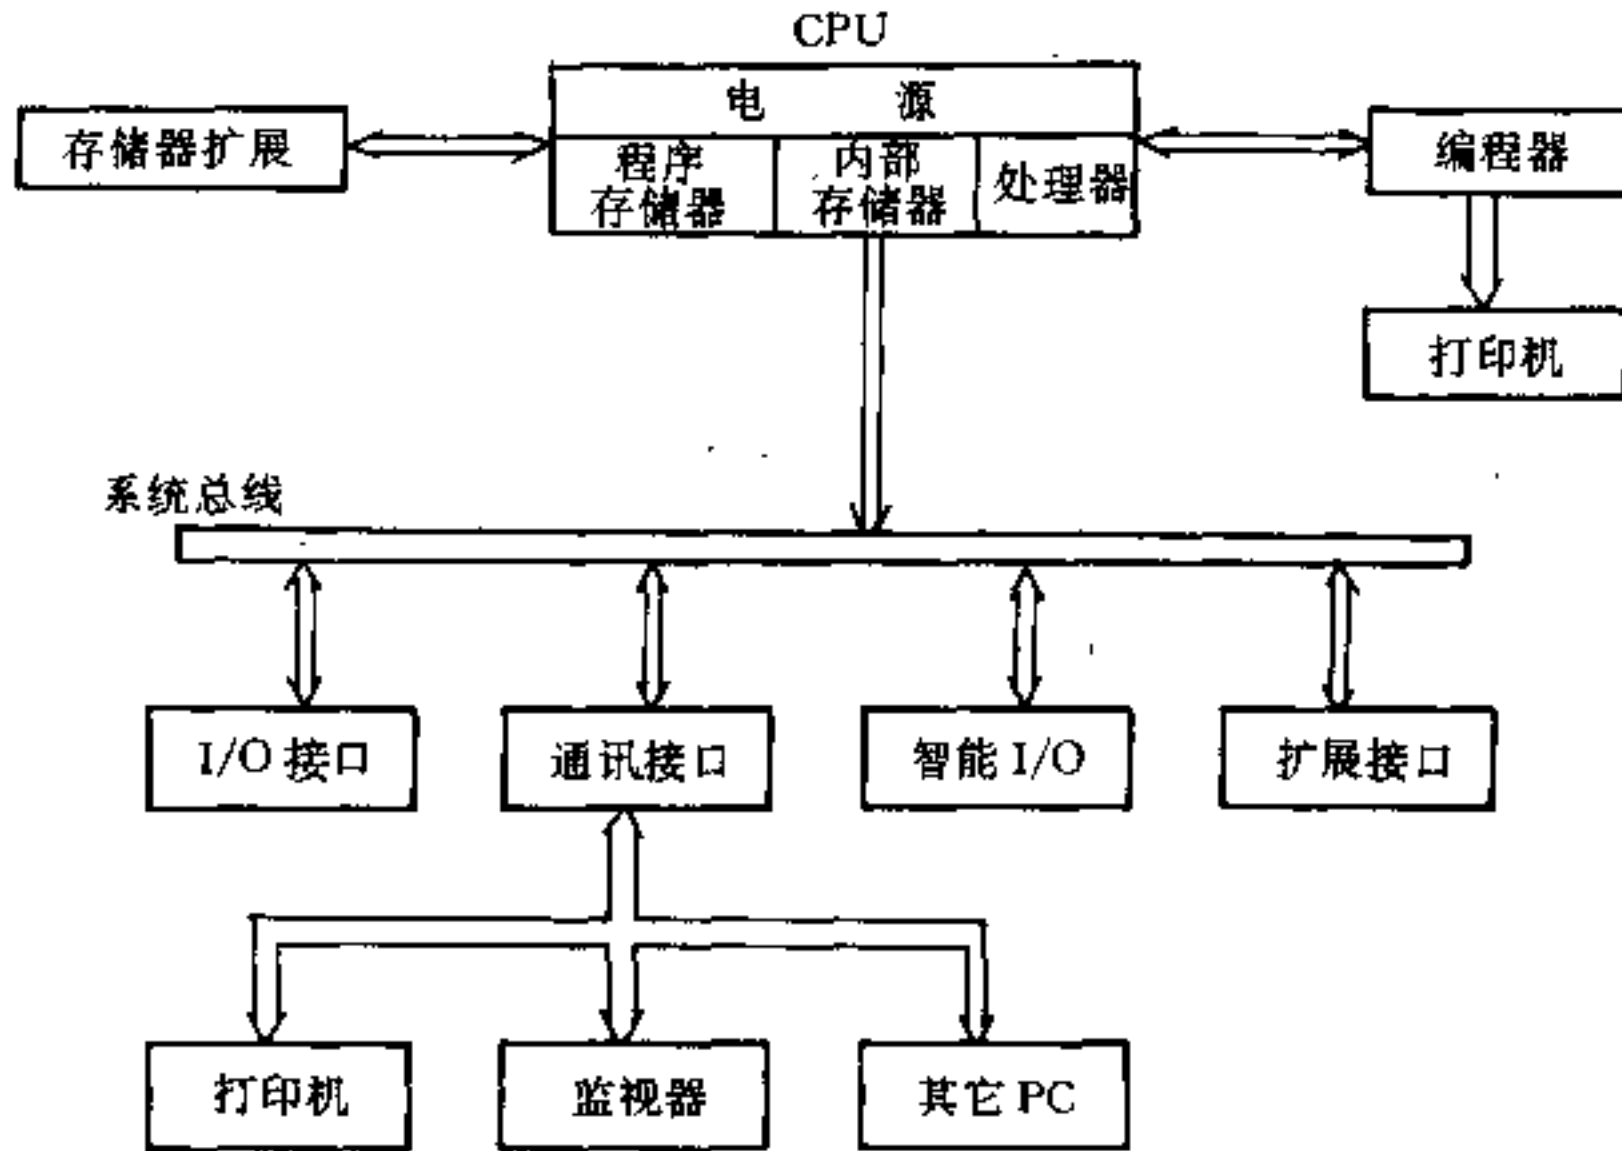 CPU
电 源
存储器扩展
程序
存储器
内部
存储器
处理器
编程器
打印机
系统总线
I/O 接口
通讯接口
智能 I/O
扩展接口
打印机
监视器
其它 PC